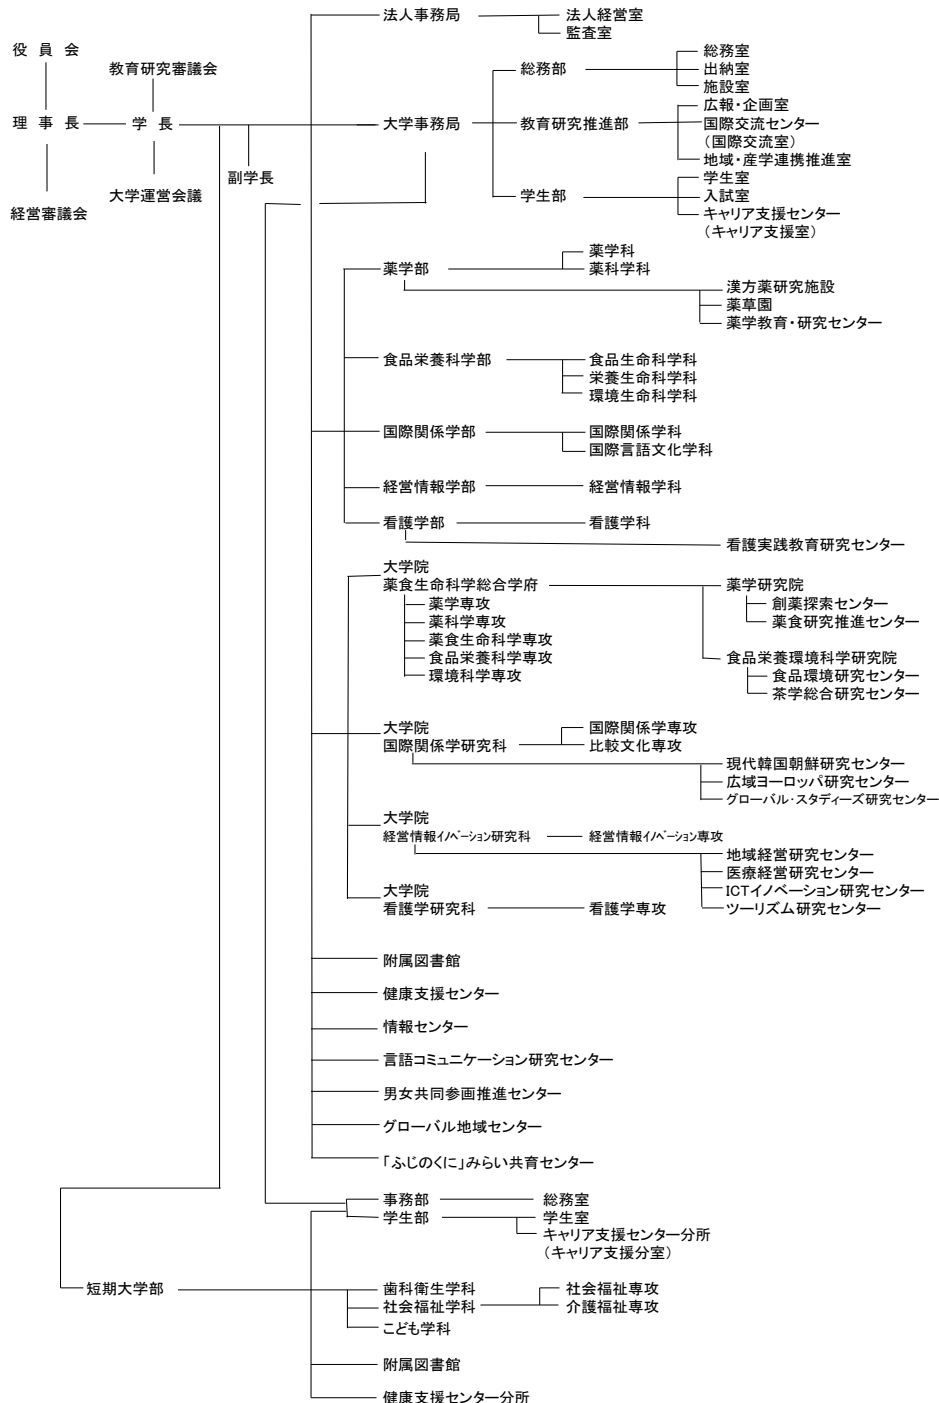 法人事務局 法人経営室
監査室
役員会
教育研究審議会
総務部 総務室
出納室
施設室
理事長 学長 大学事務局 教育研究推進部 広報・企画室
国際交流センター
(国際交流室)
地域・産学連携推進室
副学長
経営審議会 大学運営会議
学生部 学生室
入試室
キャリア支援センター
(キャリア支援室)
薬学部 薬学科
薬科学科
漢方薬研究施設
薬草園
薬学教育・研究センター
食品栄養科学部 食品生命科学科
栄養生命科学科
環境生命科学科
国際関係学部 国際関係学科
国際言語文化学科
経営情報学部 経営情報学科
看護学部 看護学科
看護実践教育研究センター
大学院
薬食生命科学総合学府 薬学研究院
薬学専攻 創薬探索センター
薬科学専攻 薬食研究推進センター
薬食生命科学専攻
食品栄養科学専攻 食品栄養環境科学研究院
環境科学専攻 食品環境研究センター
茶学総合研究センター
大学院 国際関係学専攻
国際関係学研究科 比較文化専攻
現代韓国朝鮮研究センター
広域ヨーロッパ研究センター
グローバル・スタディーズ研究センター
大学院
経営情報イノベーション研究科 経営情報イノベーション専攻
地域経営研究センター
医療経営研究センター
ICTイノベーション研究センター
ツーリズム研究センター
大学院
看護学研究科 看護学専攻
附属図書館
健康支援センター
情報センター
言語コミュニケーション研究センター
男女共同参画推進センター
グローバル地域センター
「ふじのくに」みらい共育センター
事務部 総務室
学生部 学生室
キャリア支援センター分所
(キャリア支援分室)
短期大学部 歯科衛生学科
社会福祉学科 社会福祉専攻
介護福祉専攻
こども学科
附属図書館
健康支援センター分所